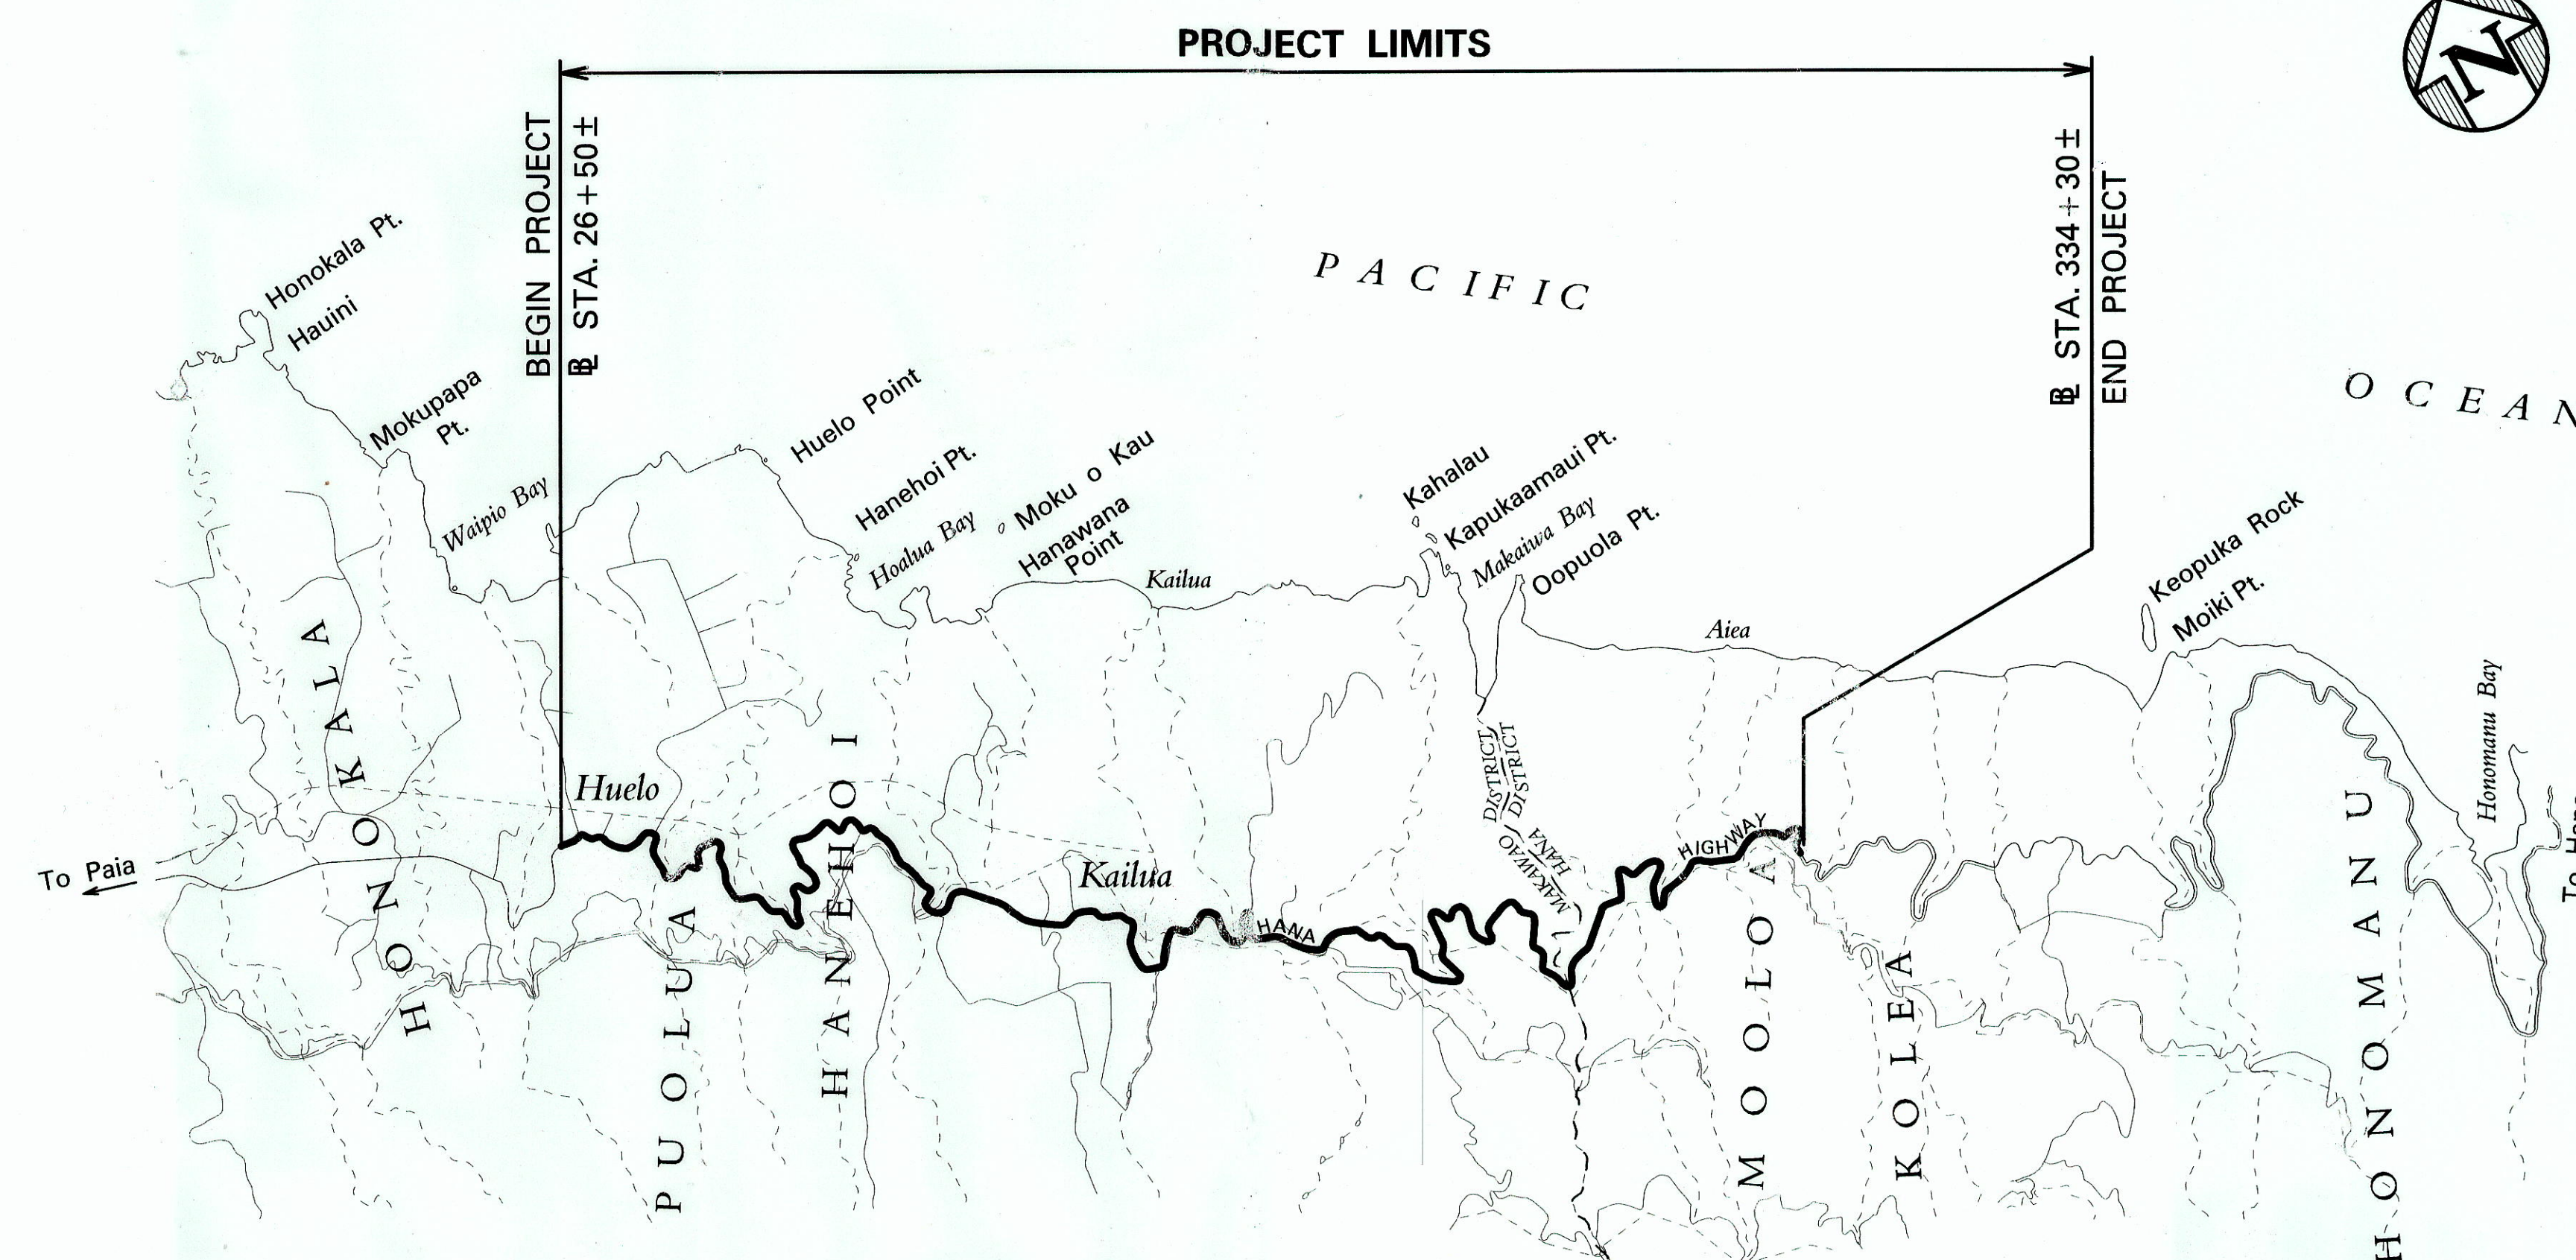 PROJECT LIMITS
N
BEGIN PROJECT
BL STA. 26+50±
BL STA. 334+30±
END PROJECT
PACIFIC
OCEAN
Honokala Pt.
Hauini
Mokupapa
Pt.
Waipio Bay
Huelo Point
Hanehoi Pt.
Hoalua Bay
Moku o Kau
Hanawana
Point
Kailua
Kahalau
Kapukaamaui Pt.
Makaiwa Bay
Oopuola Pt.
Aiea
Keopuka Rock
Moiki Pt.
Honomanu Bay
HONOKALA
Huelo
PUOLUA
HANEHOI
Kailua
HANA
HIGHWAY
MAKAWAO DISTRICT
HANA DISTRICT
MOOLOA
KOLEA
HONOMANU
To Paia